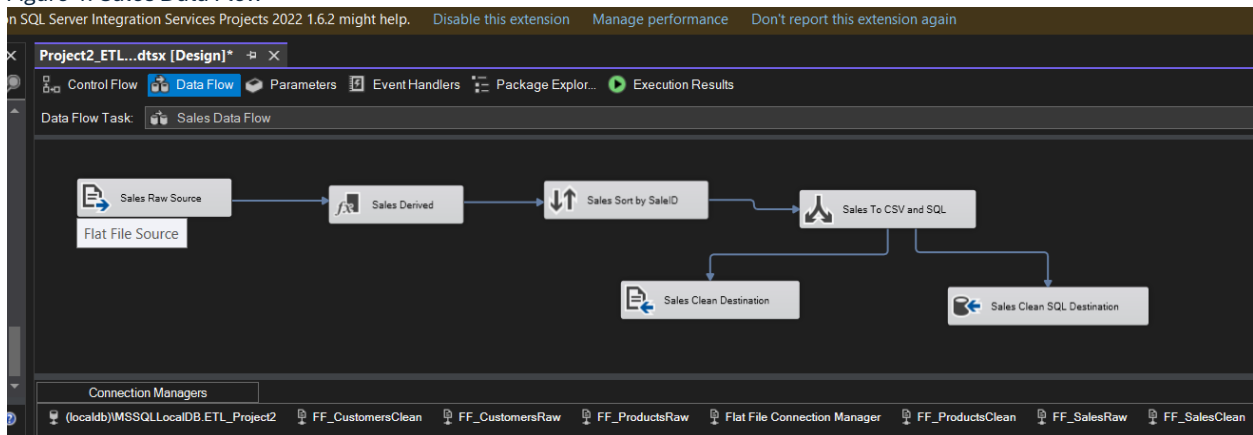 n SQL Server Integration Services Projects 2022 1.6.2 might help. Disable this extension Manage performance Don't report this extension again
Project2_ETL...dtsx [Design]*
Control Flow Data Flow Parameters Event Handlers Package Explor... Execution Results
Data Flow Task: Sales Data Flow
Sales Raw Source
Sales Derived
Sales Sort by SaleID
Sales To CSV and SQL
Flat File Source
Sales Clean Destination
Sales Clean SQL Destination
Connection Managers
(localdb)\MSSQLLocalDB.ETL_Project2 FF_CustomersClean FF_CustomersRaw FF_ProductsRaw Flat File Connection Manager FF_ProductsClean FF_SalesRaw FF_SalesClean